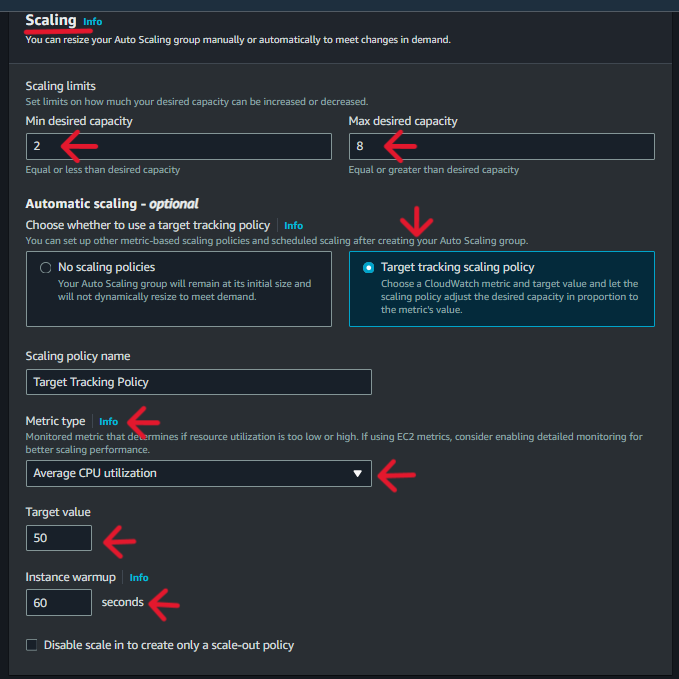 Scaling Info
You can resize your Auto Scaling group manually or automatically to meet changes in demand.
Scaling limits
Set limits on how much your desired capacity can be increased or decreased.
Min desired capacity
2
Equal or less than desired capacity
Max desired capacity
8
Equal or greater than desired capacity
Automatic scaling - optional
Choose whether to use a target tracking policy Info
You can set up other metric-based scaling policies and scheduled scaling after creating your Auto Scaling group.
No scaling policies
Your Auto Scaling group will remain at its initial size and
will not dynamically resize to meet demand.
Target tracking scaling policy
Choose a CloudWatch metric and target value and let the
scaling policy adjust the desired capacity in proportion to
the metric's value.
Scaling policy name
Target Tracking Policy
Metric type Info
Monitored metric that determines if resource utilization is too low or high. If using EC2 metrics, consider enabling detailed monitoring for
better scaling performance.
Average CPU utilization
Target value
50
Instance warmup Info
60 seconds
Disable scale in to create only a scale-out policy